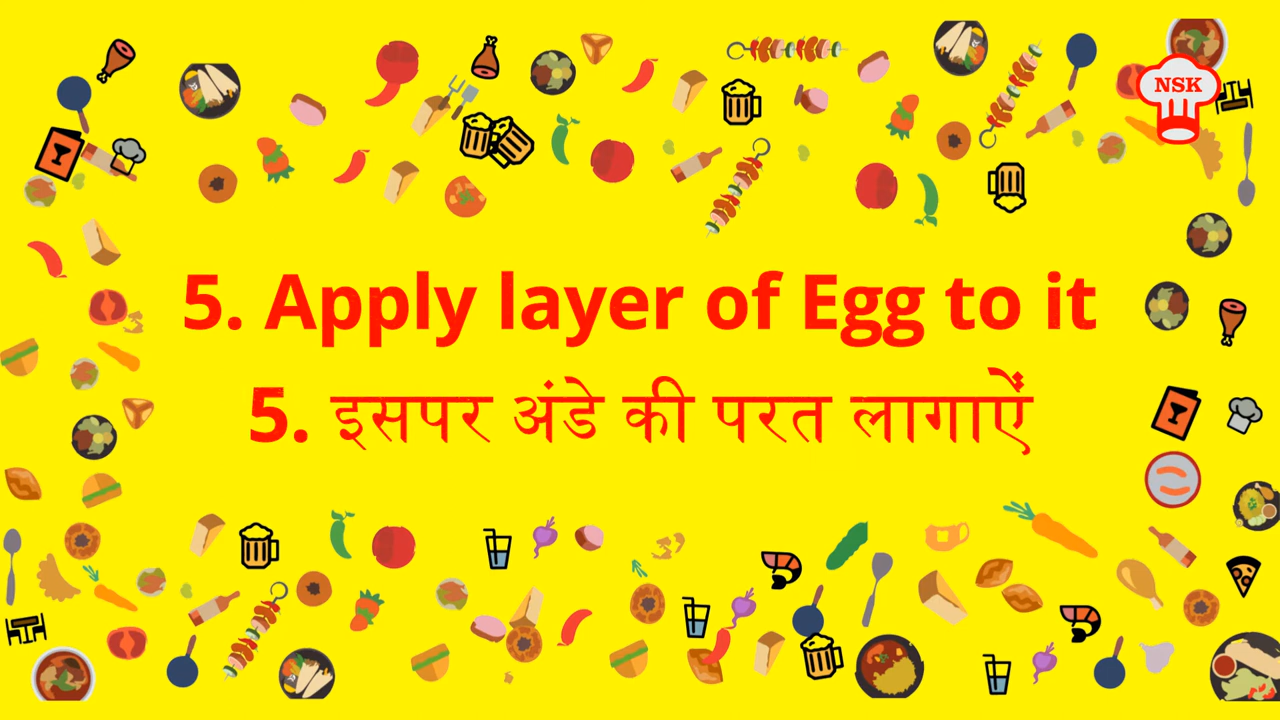 NSK
5. Apply layer of Egg to it
5. इसपर अंडे की परत लागाऐं